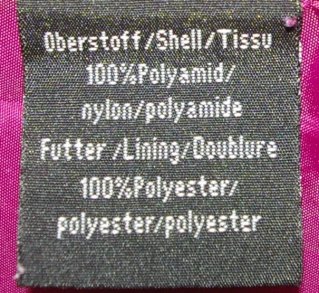 Oberstoff/Shell/Tissu
100%Polyamid/
nylon/polyamide
Futter /Lining/Doublure
100%Polyester/
polyester/polyester